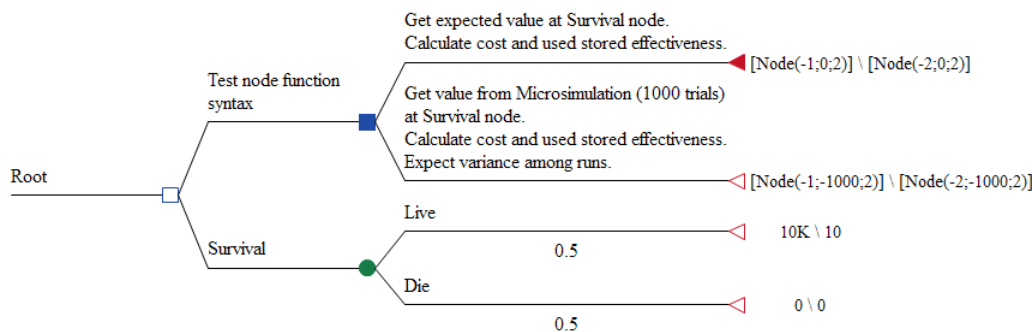 Get expected value at Survival node.
Calculate cost and used stored effectiveness.
[Node(-1;0;2)] \ [Node(-2;0;2)]
Test node function
syntax
Get value from Microsimulation (1000 trials)
at Survival node.
Calculate cost and used stored effectiveness.
Expect variance among runs.
[Node(-1;-1000;2)] \ [Node(-2;-1000;2)]
Root
Live
0.5
10K \ 10
Survival
Die
0.5
0 \ 0